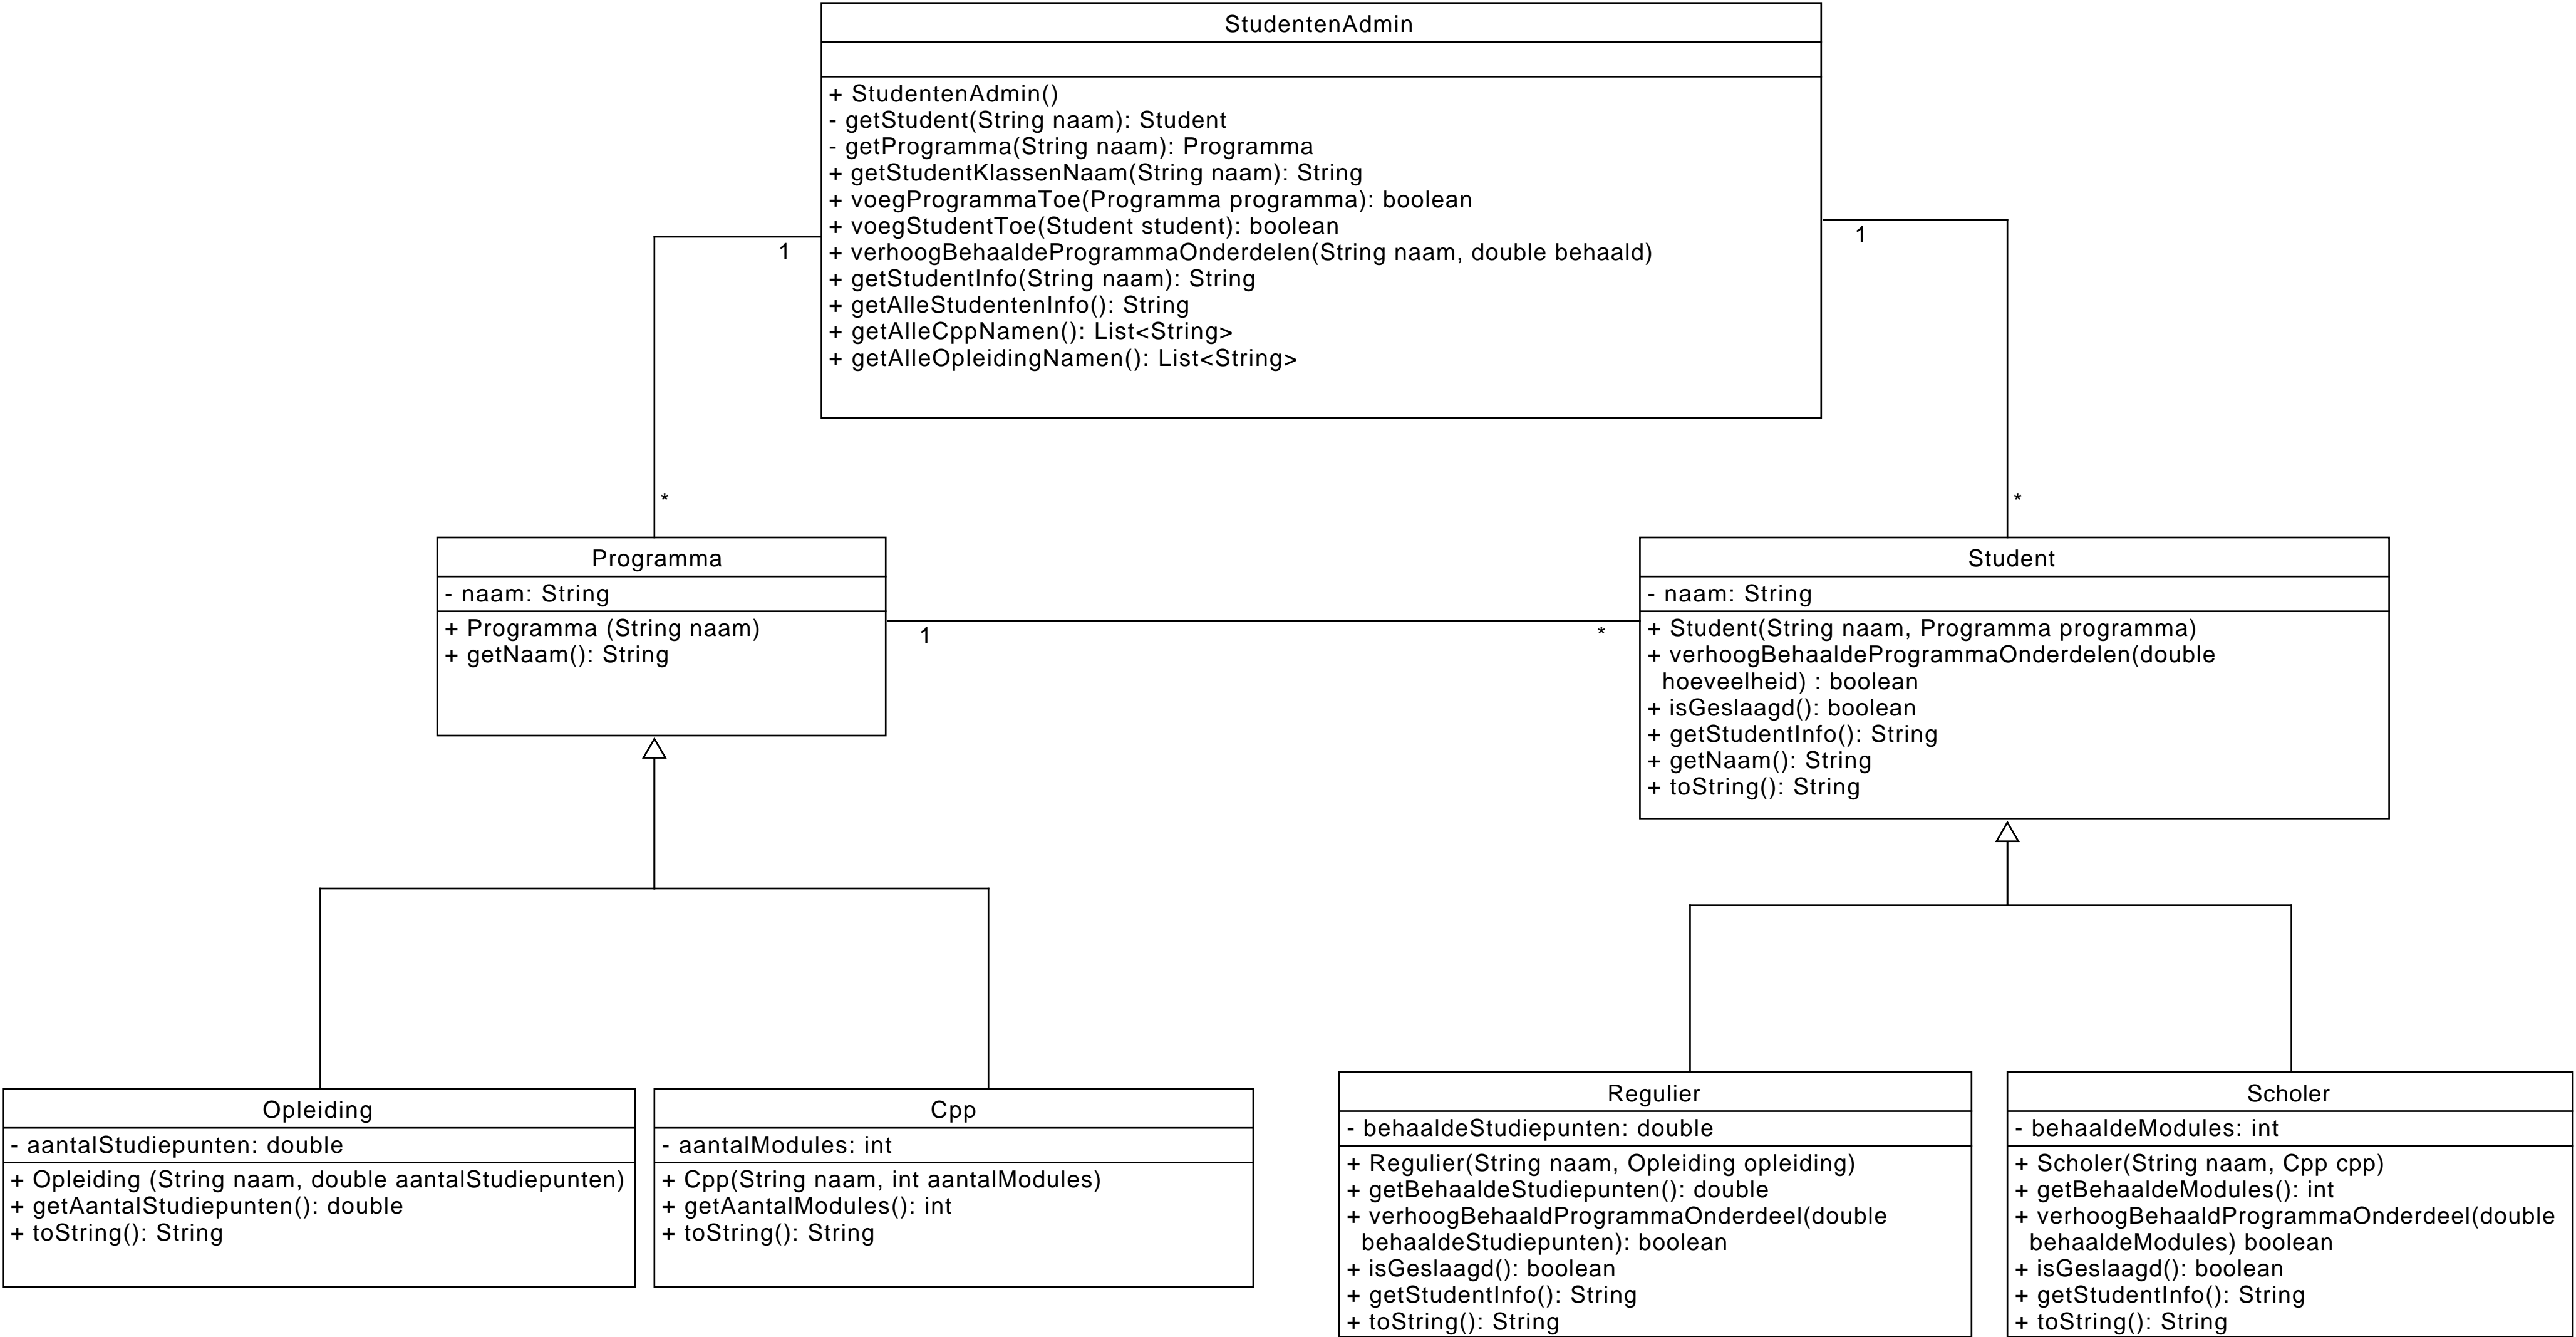 StudentenAdmin
+ StudentenAdmin()
- getStudent(String naam): Student
- getProgramma(String naam): Programma
+ getStudentKlassenNaam(String naam): String
+ voegProgrammaToe(Programma programma): boolean
+ voegStudentToe(Student student): boolean
+ verhoogBehaaldeProgrammaOnderdelen(String naam, double behaald)
+ getStudentInfo(String naam): String
+ getAlleStudentenInfo(): String
+ getAlleCppNamen(): List<String>
+ getAlleOpleidingNamen(): List<String>
1
1
*
*
Programma
- naam: String
+ Programma (String naam)
+ getNaam(): String
1
*
Student
- naam: String
+ Student(String naam, Programma programma)
+ verhoogBehaaldeProgrammaOnderdelen(double
hoeveelheid) : boolean
+ isGeslaagd(): boolean
+ getStudentInfo(): String
+ getNaam(): String
+ toString(): String
Opleiding
- aantalStudiepunten: double
+ Opleiding (String naam, double aantalStudiepunten)
+ getAantalStudiepunten(): double
+ toString(): String
Cpp
- aantalModules: int
+ Cpp(String naam, int aantalModules)
+ getAantalModules(): int
+ toString(): String
Regulier
- behaaldeStudiepunten: double
+ Regulier(String naam, Opleiding opleiding)
+ getBehaaldeStudiepunten(): double
+ verhoogBehaaldProgrammaOnderdeel(double
behaaldeStudiepunten): boolean
+ isGeslaagd(): boolean
+ getStudentInfo(): String
+ toString(): String
Scholer
- behaaldeModules: int
+ Scholer(String naam, Cpp cpp)
+ getBehaaldeModules(): int
+ verhoogBehaaldProgrammaOnderdeel(double
behaaldeModules) boolean
+ isGeslaagd(): boolean
+ getStudentInfo(): String
+ toString(): String